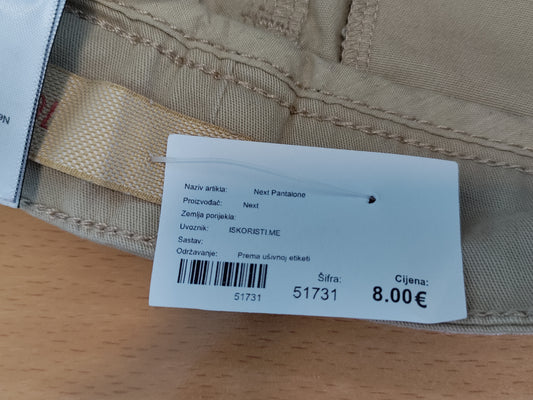 Naziv artikla: Next Pantalone
Proizvođač: Next
Zemlja porijekla:
Uvoznik: ISKORISTI.ME
Sastav:
Održavanje: Prema ušivnoj etiketi
Šifra: Cijena:
51731 51731 8.00€